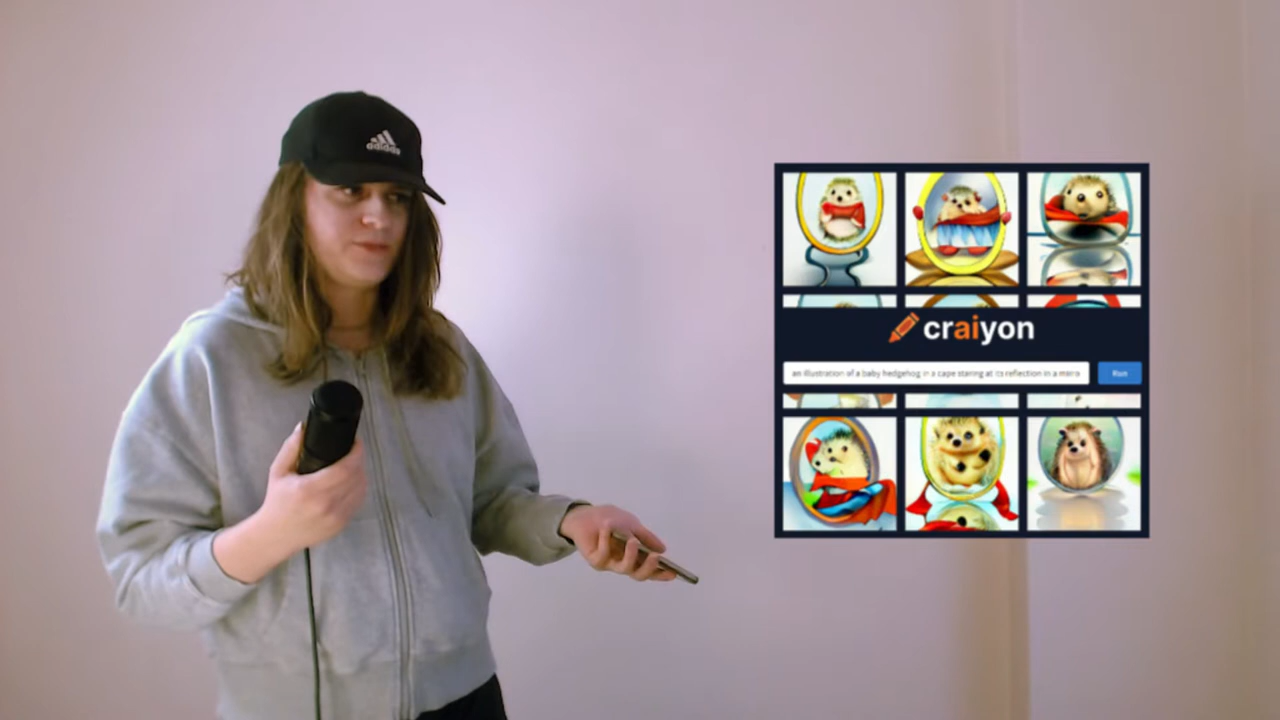 adidas
craiyon
an illustration of a baby hedgehog in a cape staring at its reflection in a mirro
Run